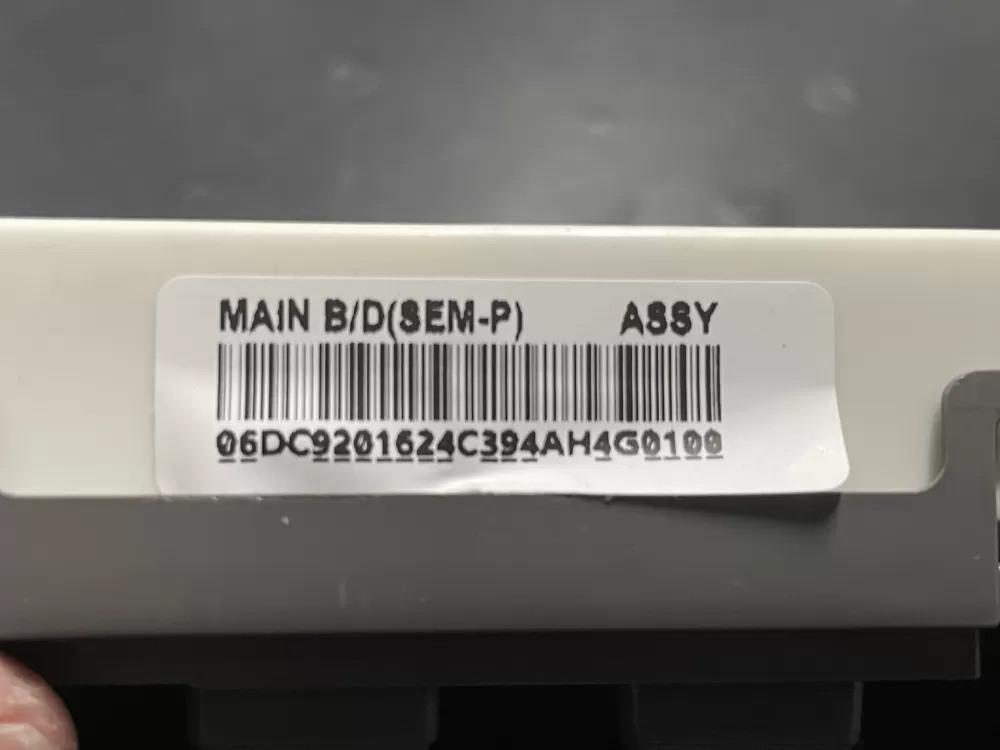 MAIN B/D(SEM-P) ASSY
06DC9201624C394AH4G0100